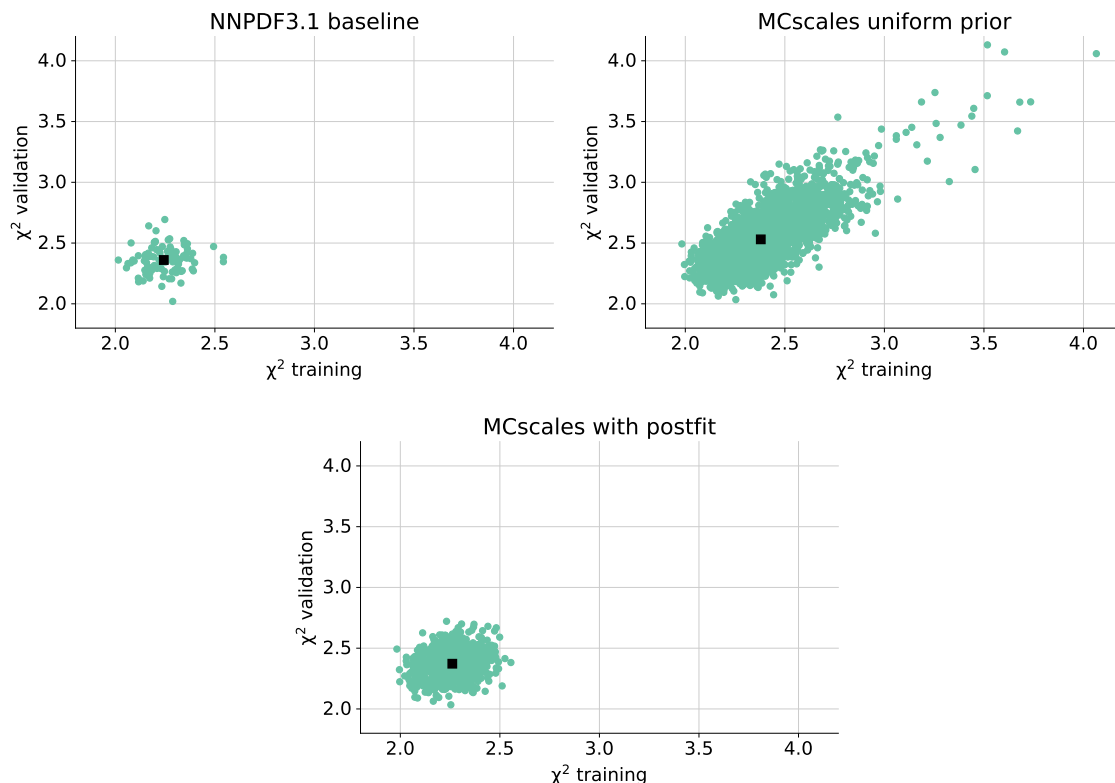 NNPDF3.1 baseline
4.0
3.5
3.0
2.5
2.0
χ² validation
2.0 2.5 3.0 3.5 4.0
χ² training
MCscales uniform prior
4.0
3.5
3.0
2.5
2.0
χ² validation
2.0 2.5 3.0 3.5 4.0
χ² training
MCscales with postfit
4.0
3.5
3.0
2.5
2.0
χ² validation
2.0 2.5 3.0 3.5 4.0
χ² training